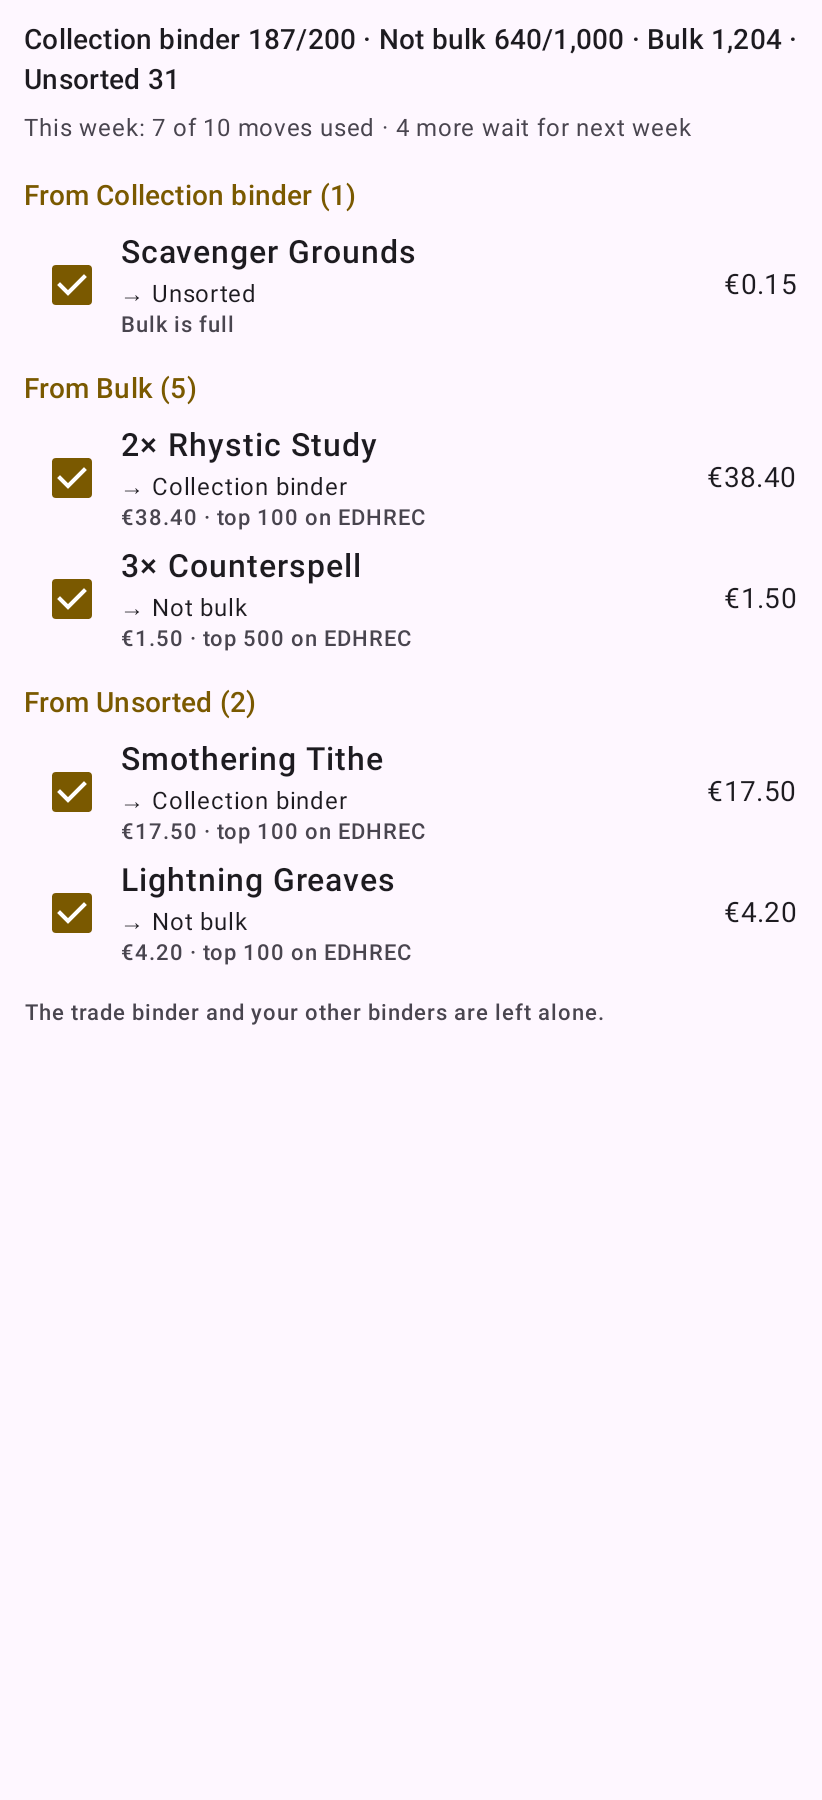 Collection binder 187/200 · Not bulk 640/1,000 · Bulk 1,204 ·
Unsorted 31
This week: 7 of 10 moves used · 4 more wait for next week
From Collection binder (1)
Scavenger Grounds
→ Unsorted
Bulk is full
€0.15
From Bulk (5)
2× Rhystic Study
→ Collection binder
€38.40 · top 100 on EDHREC
€38.40
3× Counterspell
→ Not bulk
€1.50 · top 500 on EDHREC
€1.50
From Unsorted (2)
Smothering Tithe
→ Collection binder
€17.50 · top 100 on EDHREC
€17.50
Lightning Greaves
→ Not bulk
€4.20 · top 100 on EDHREC
€4.20
The trade binder and your other binders are left alone.